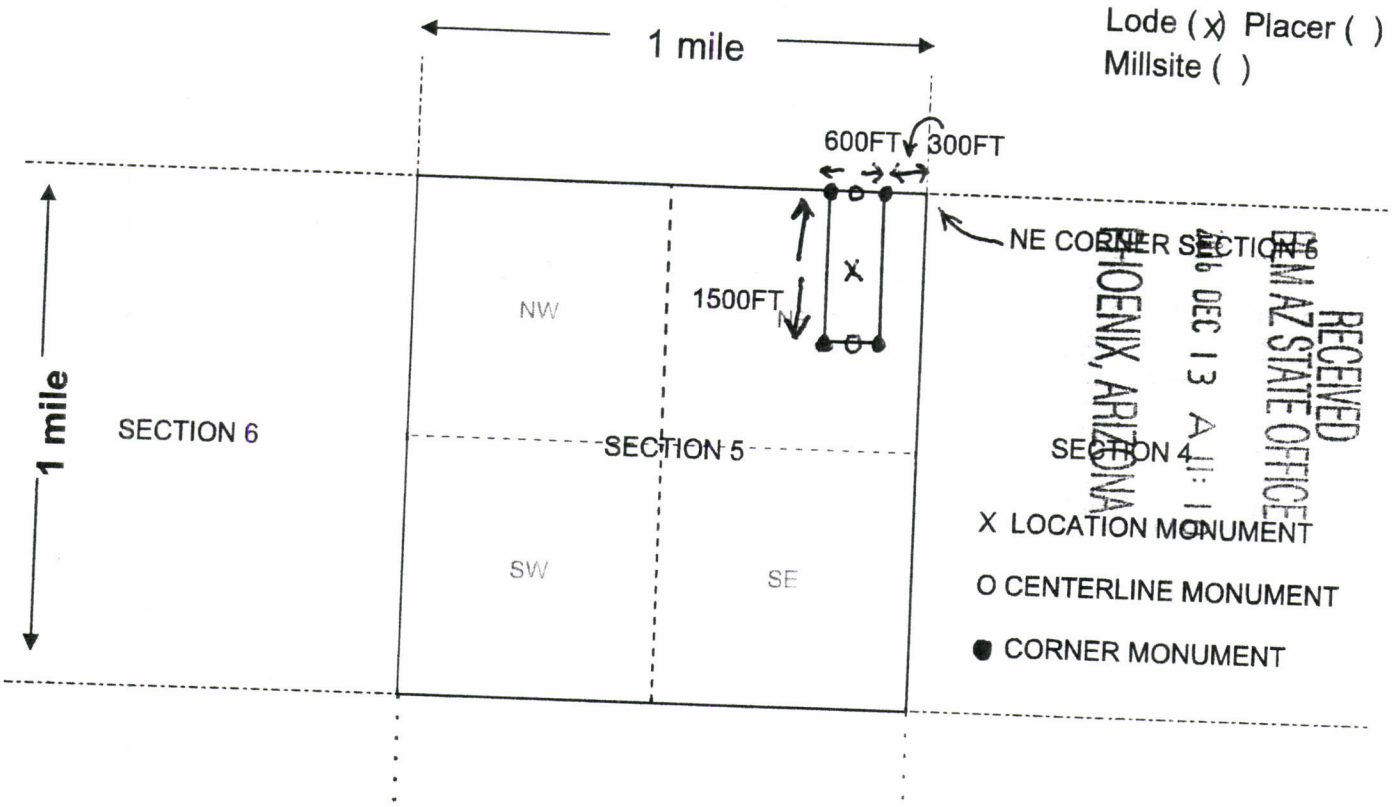 Lode (x) Placer ( )
Millsite ( )
1 mile
600FT
300FT
NE CORNER SECTION 5
1500FT
NW
1 mile
SECTION 6
SECTION 5
SECTION 4
SW
SE
X LOCATION MONUMENT
O CENTERLINE MONUMENT
● CORNER MONUMENT
RECEIVED
BLM AZ STATE OFFICE
DEC 13 A 11:
PHOENIX, ARIZONA